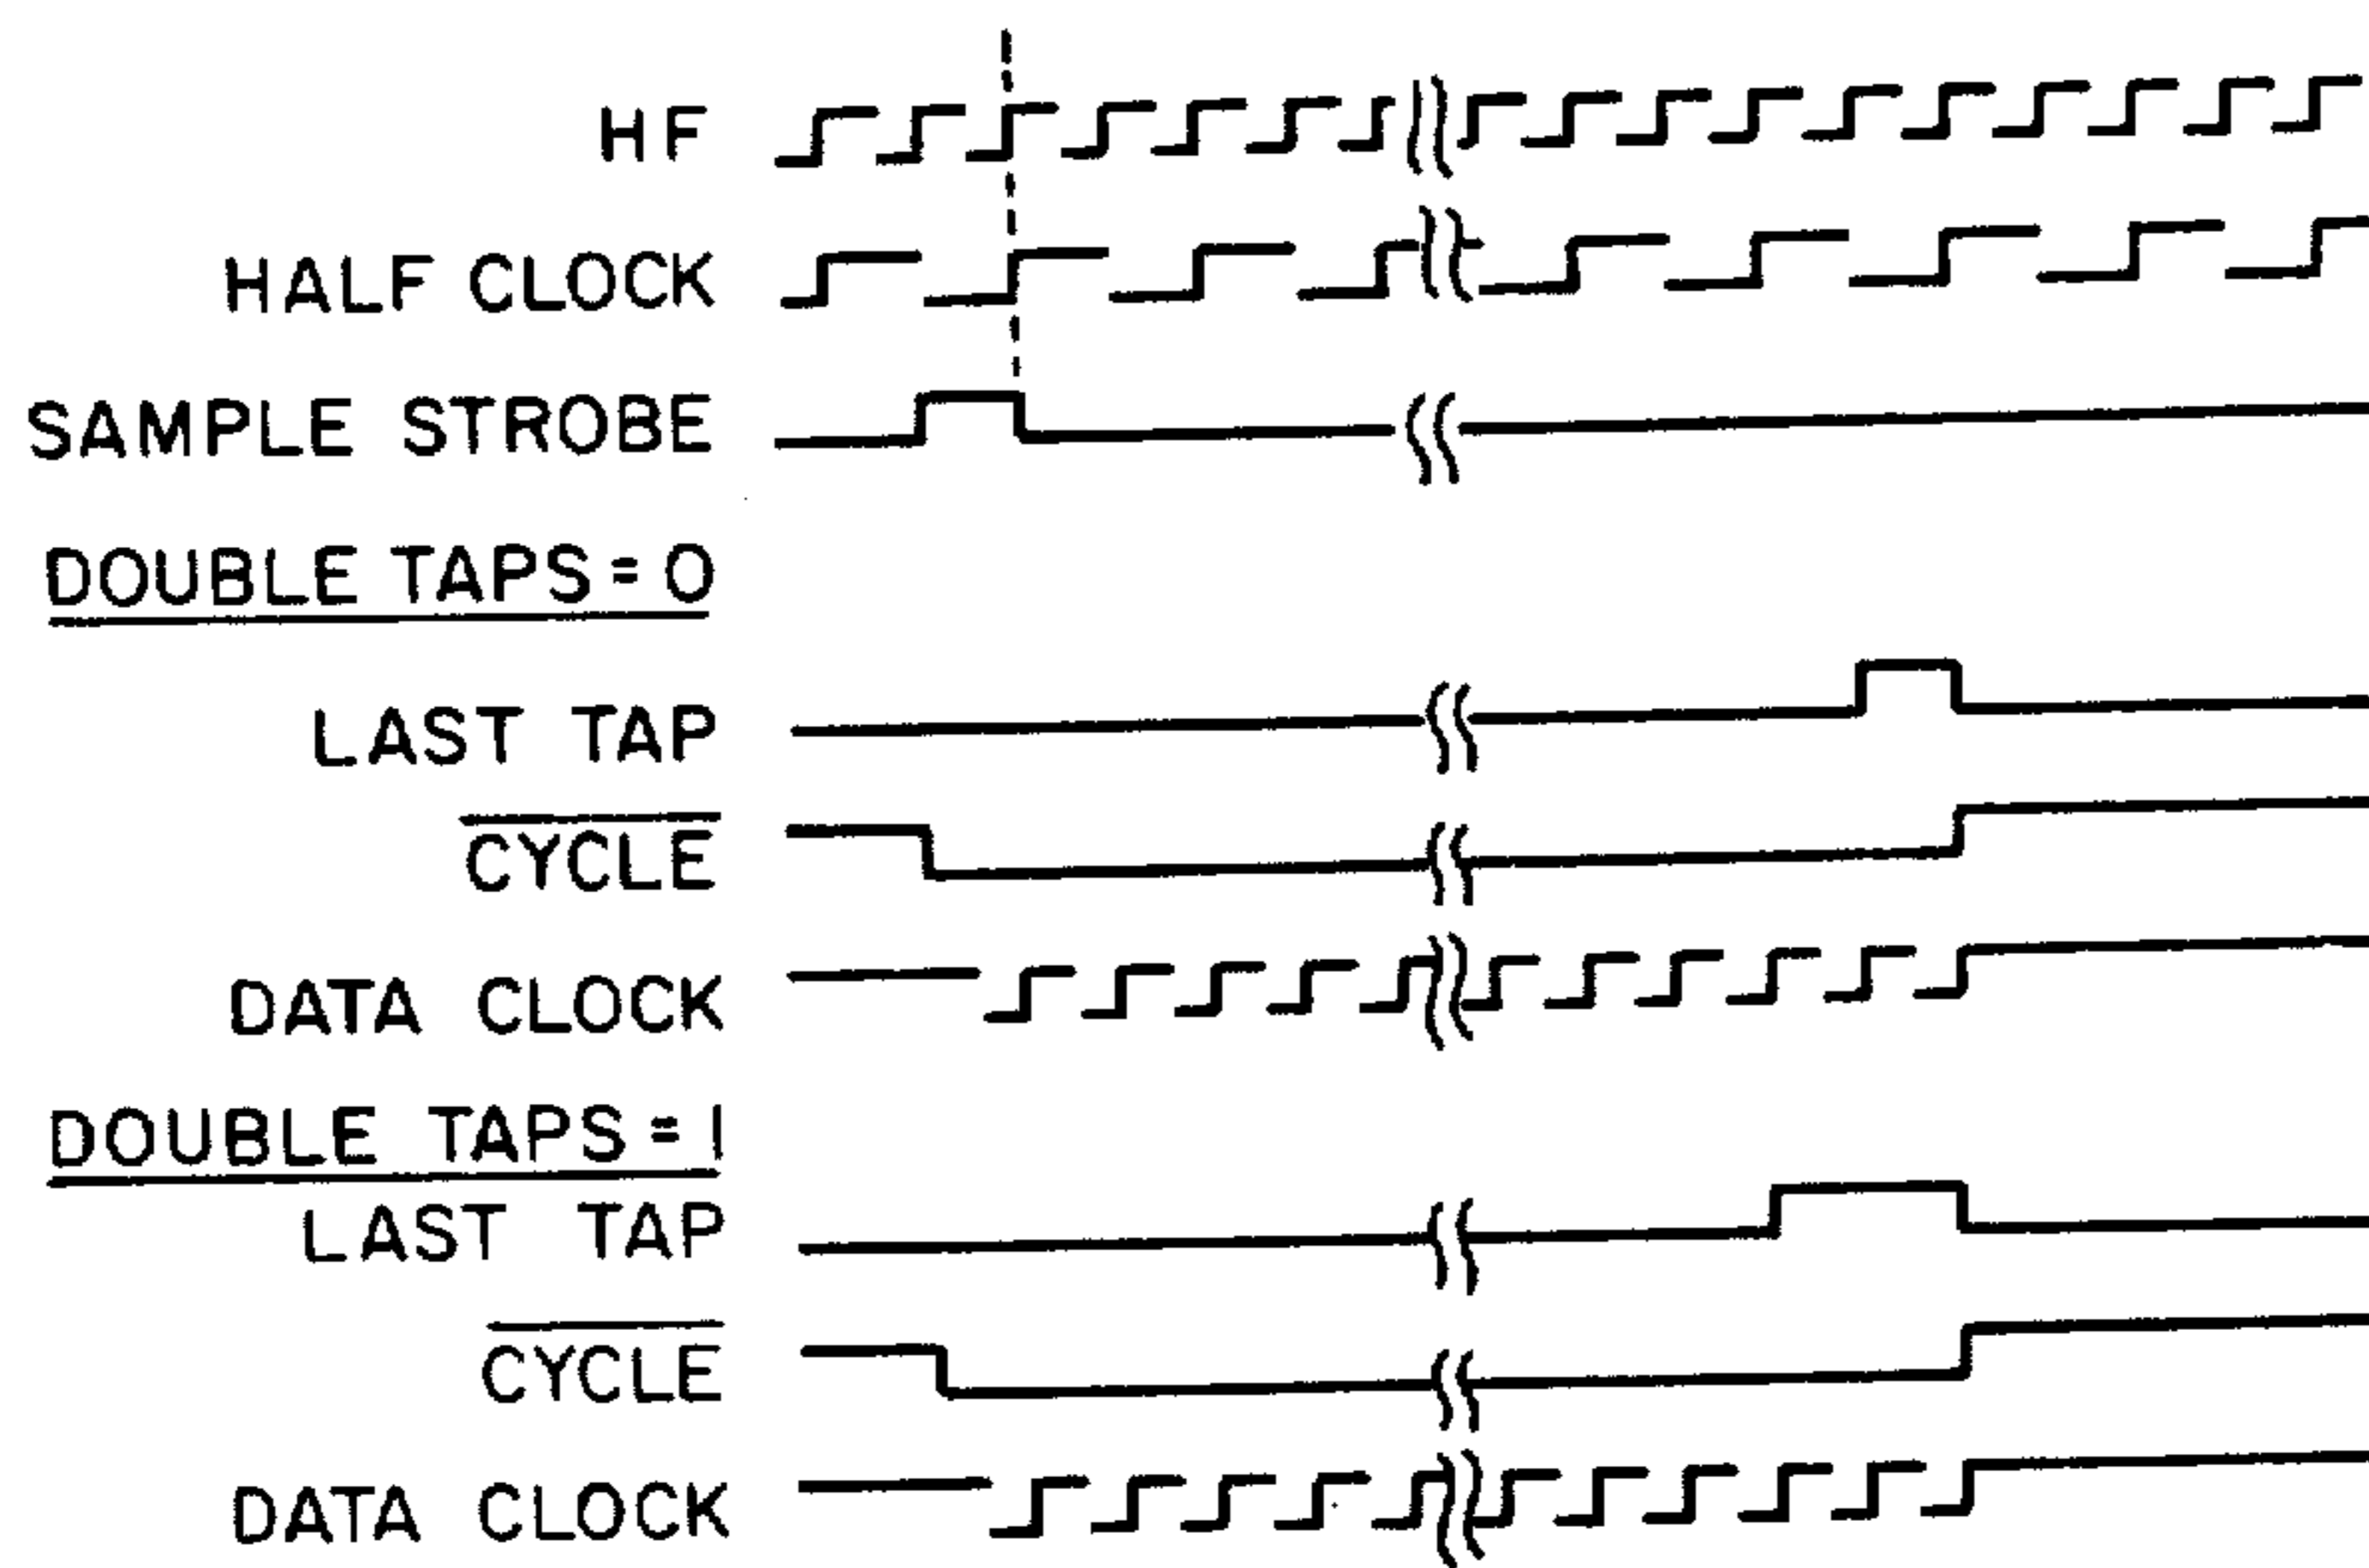 HF
HALF CLOCK
SAMPLE STROBE
DOUBLE TAPS = 0
LAST TAP
CYCLE
DATA CLOCK
DOUBLE TAPS = 1
LAST TAP
CYCLE
DATA CLOCK